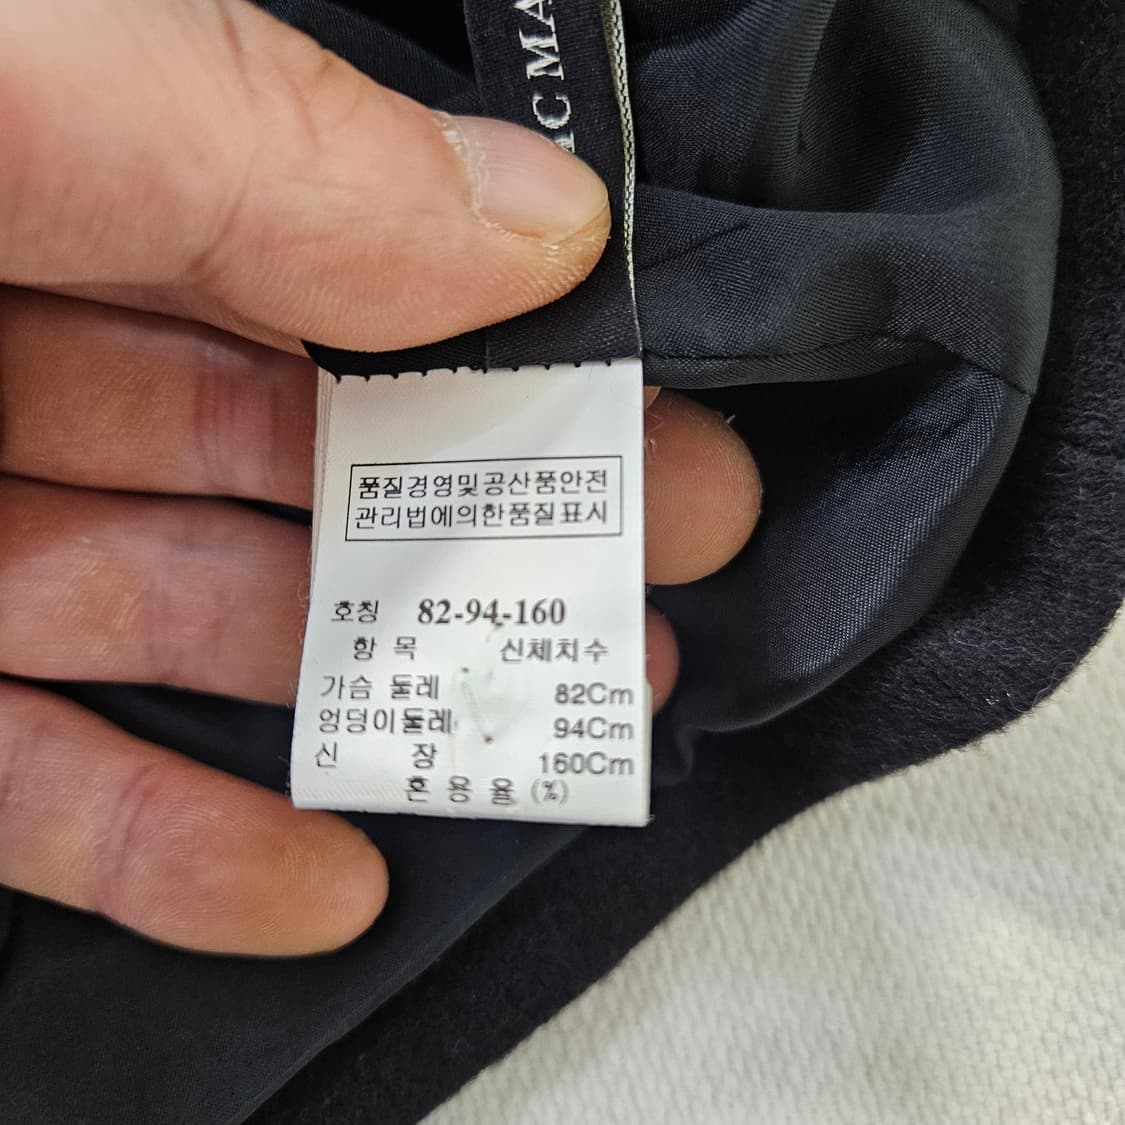 IC MA
품질경영및공산품안전
관리법에의한품질표시
호칭 82-94-160
항 목 신체치수
가슴 둘레 82Cm
엉덩이둘레 94Cm
신 장 160Cm
혼 용 율 (%)